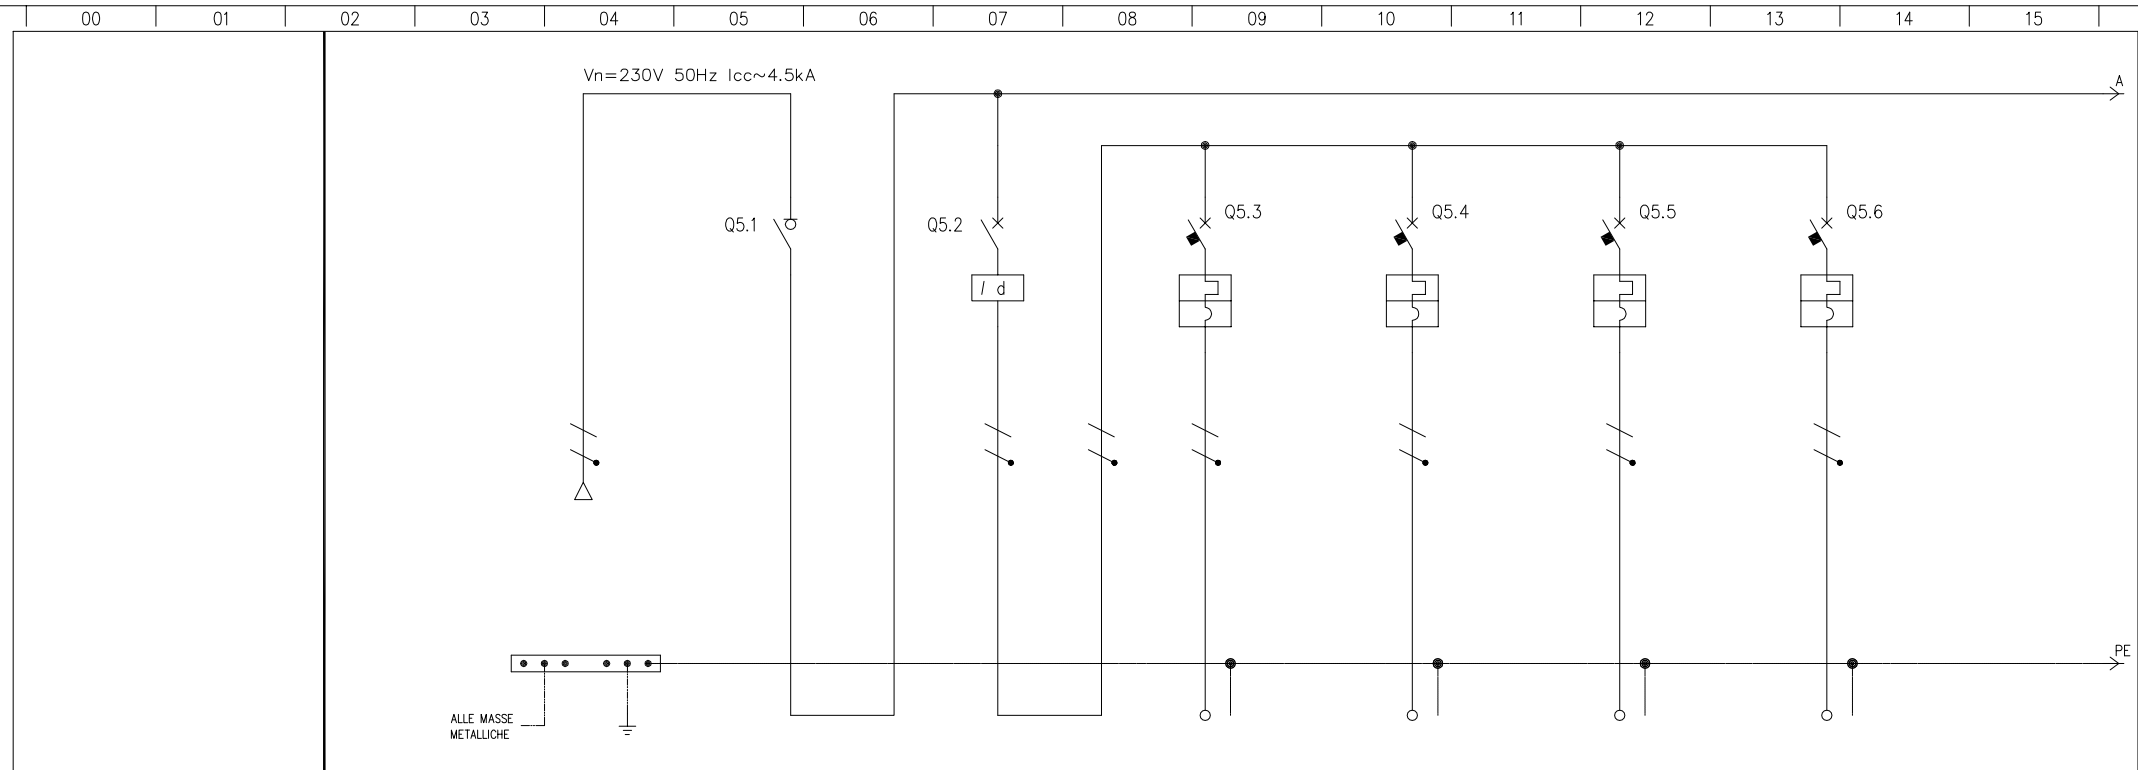 00 01 02 03 04 05 06 07 08 09 10 11 12 13 14 15
Vn=230V 50Hz Icc~4.5kA
A
Q5.1
Q5.2
Q5.3
Q5.4
Q5.5
Q5.6
I d
PE
ALLE MASSE
METALLICHE